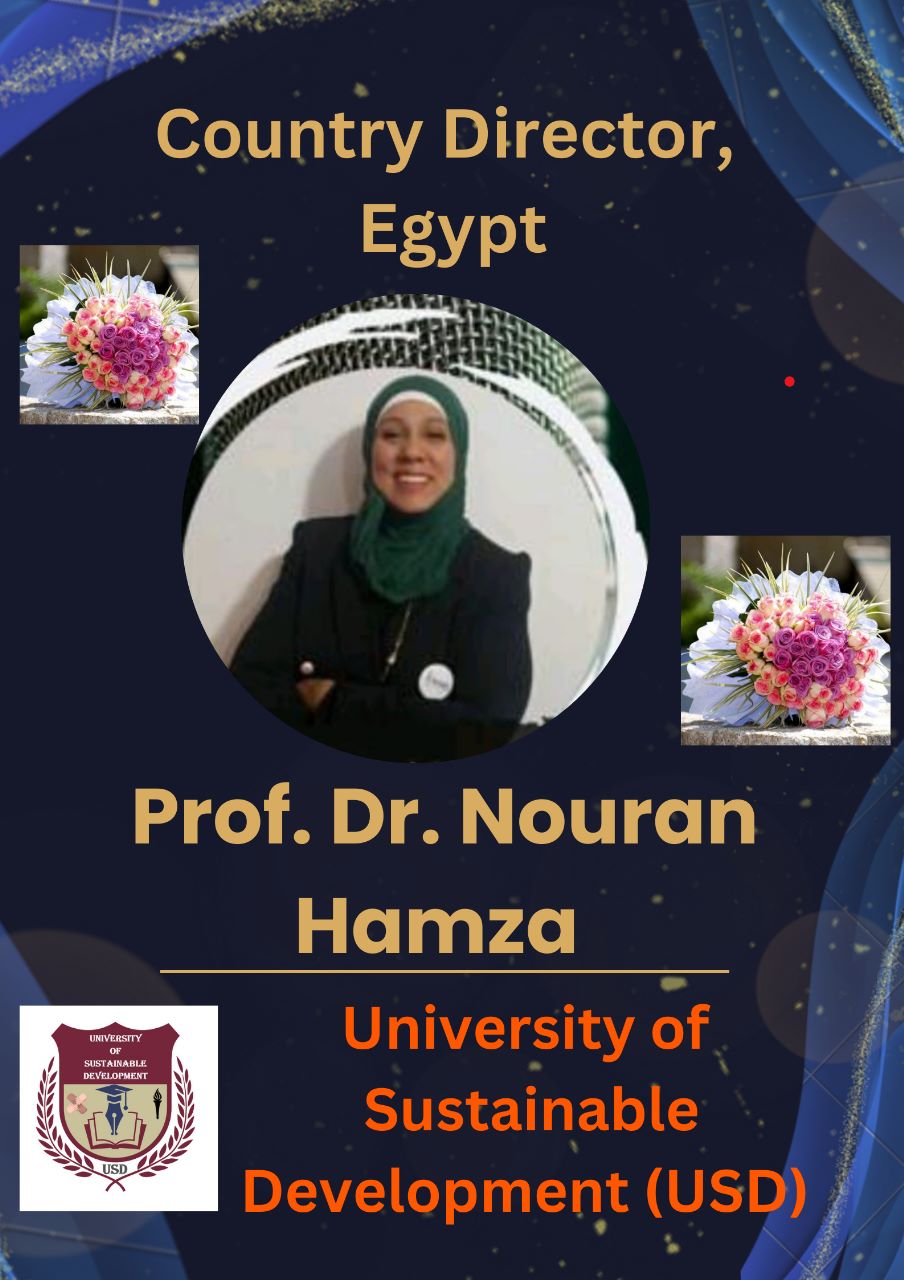 Country Director,
Egypt
Prof. Dr. Nouran
Hamza
University of
Sustainable
Development (USD)
UNIVERSITY
OF
SUSTAINABLE
DEVELOPMENT
USD